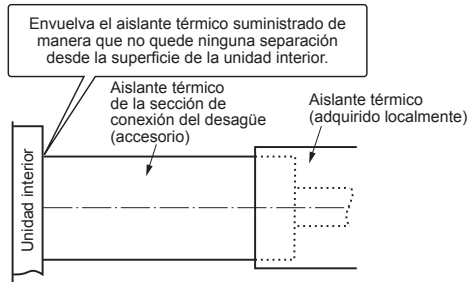 Envuelva el aislante térmico suministrado de
manera que no quede ninguna separación
desde la superficie de la unidad interior.
Aislante térmico
de la sección de
conexión del desagüe
(accesorio)
Aislante térmico
(adquirido localmente)
Unidad interior